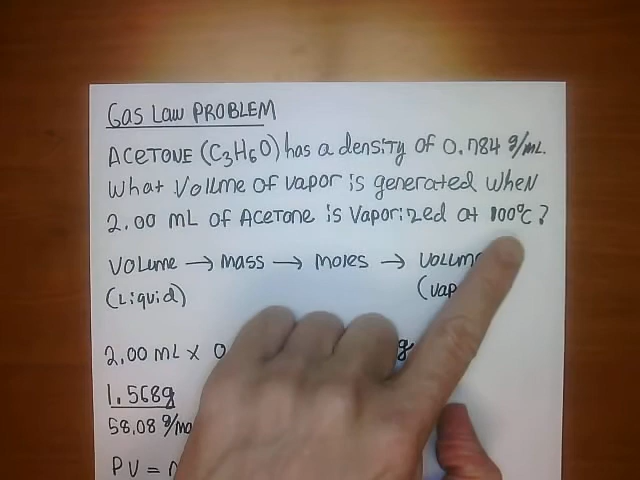 Gas Law PROBLEM
ACETONE (C₃H₆O) has a density of 0.784 g/mL.
What Volume of vapor is generated when
2.00 mL of Acetone is Vaporized at 100°C?
Volume → mass → moles →
(Liquid)
2.00 mL x g
1.568g
58.08
PV =